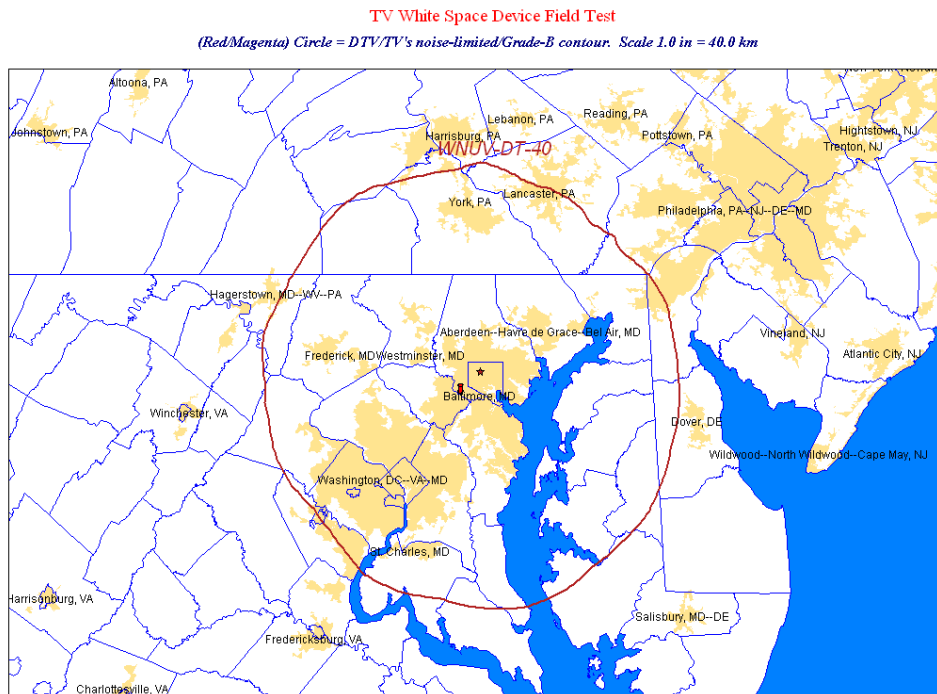 TV White Space Device Field Test
(Red/Magenta) Circle = DTV/TV's noise-limited/Grade-B contour. Scale 1.0 in = 40.0 km
Altoona, PA
Johnstown, PA
Lebanon, PA
Reading, PA
Harrisburg, PA
Pottstown, PA
Hightstown, NJ
Trenton, NJ
WNUV-DT-40
Lancaster, PA
York, PA
Philadelphia, PA--NJ--DE--MD
Hagerstown, MD--WV--PA
Aberdeen--Havre de Grace--Bel Air, MD
Vineland, NJ
Frederick, MD
Westminster, MD
Atlantic City, NJ
Baltimore, MD
Winchester, VA
Dover, DE
Wildwood--North Wildwood--Cape May, NJ
Washington, DC--VA--MD
St. Charles, MD
Harrisonburg, VA
Salisbury, MD--DE
Fredericksburg, VA
Charlottesville, VA